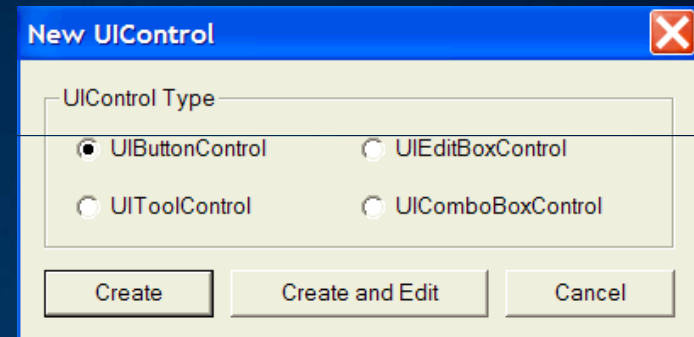 New UIControl
UIControl Type
UIButtonControl UIEditBoxControl
UIToolControl UIComboBoxControl
Create Create and Edit Cancel